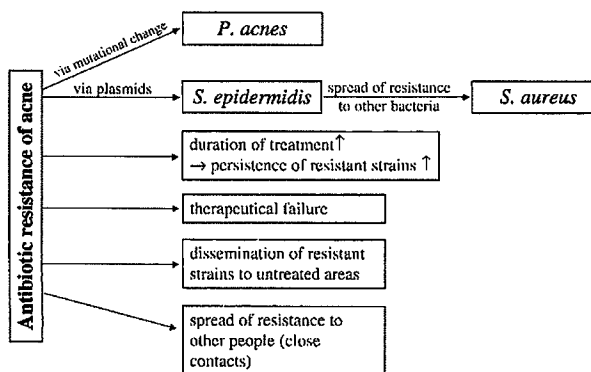 P. acnes
via mutational change
via plasmids
S. epidermidis
spread of resistance
to other bacteria
S. aureus
Antibiotic resistance of acne
duration of treatment↑
→ persistence of resistant strains ↑
therapeutical failure
dissemination of resistant
strains to untreated areas
spread of resistance to
other people (close
contacts)